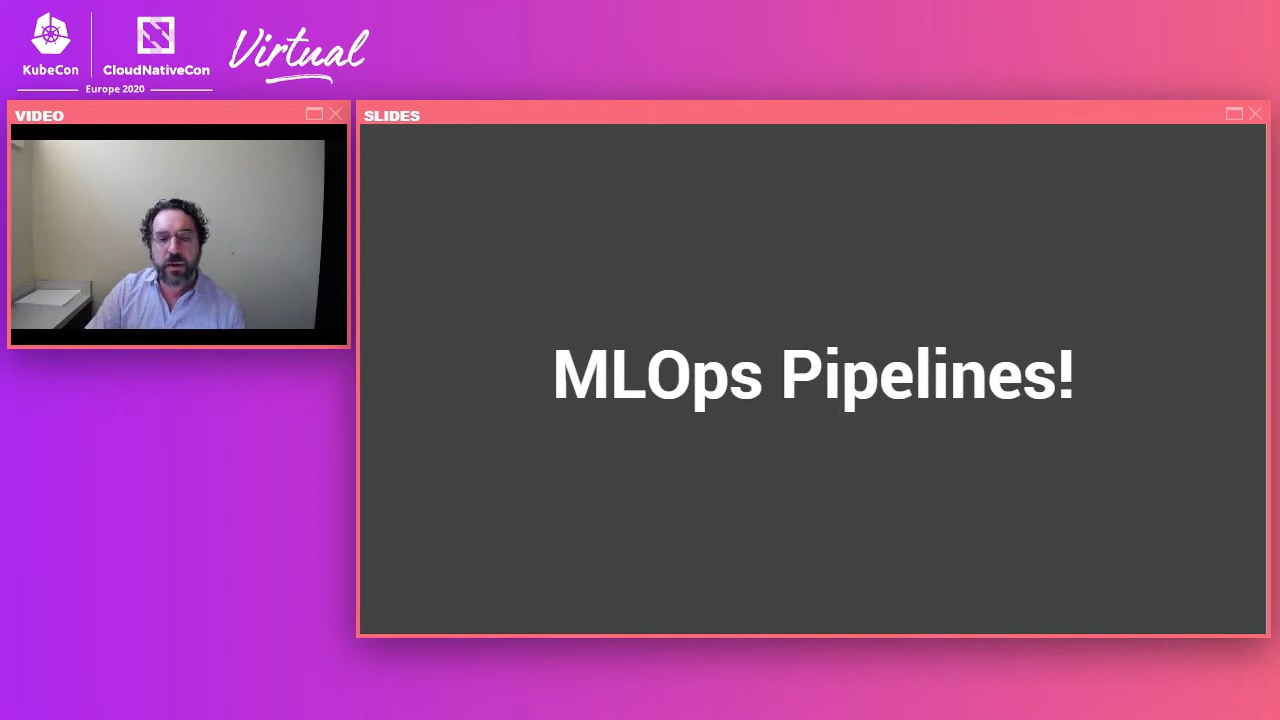 KubeCon
CloudNativeCon
Europe 2020
Virtual
VIDEO
SLIDES
MLOps Pipelines!